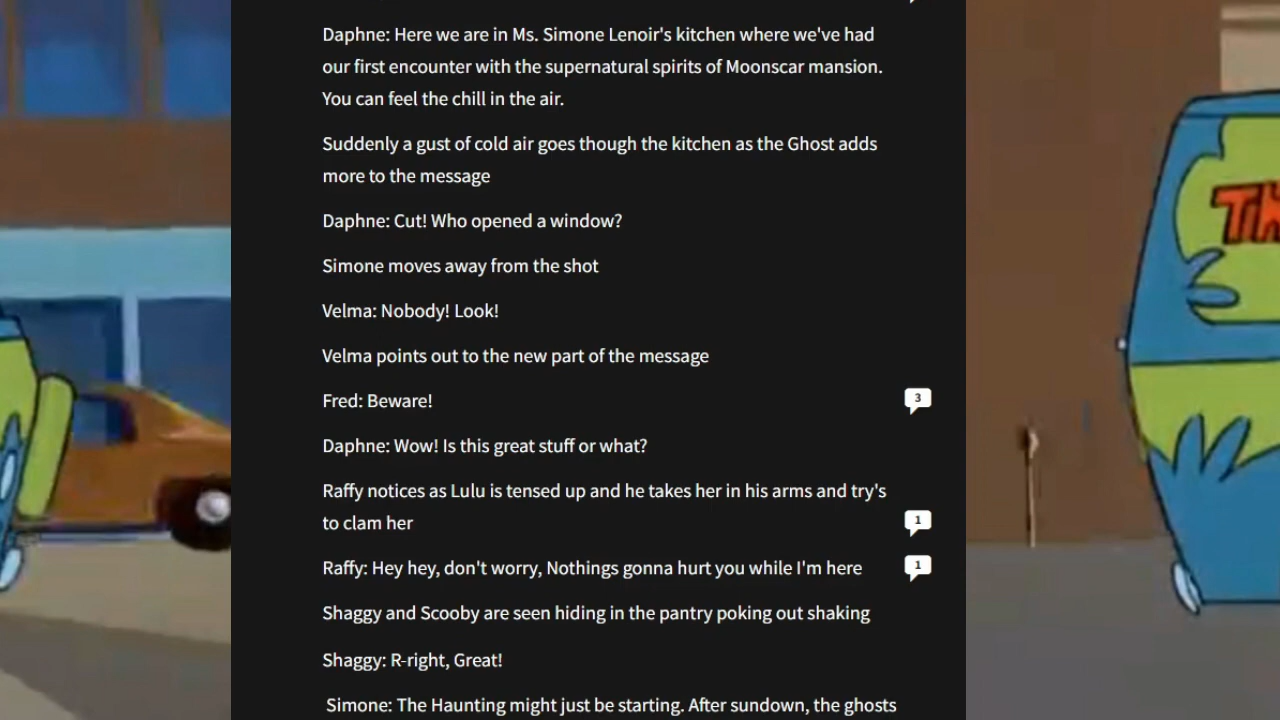 Daphne: Here we are in Ms. Simone Lenoir's kitchen where we've had
our first encounter with the supernatural spirits of Moonscar mansion.
You can feel the chill in the air.
Suddenly a gust of cold air goes though the kitchen as the Ghost adds
more to the message
Daphne: Cut! Who opened a window?
Simone moves away from the shot
Velma: Nobody! Look!
Velma points out to the new part of the message
Fred: Beware!
3
Daphne: Wow! Is this great stuff or what?
Raffy notices as Lulu is tensed up and he takes her in his arms and try's
to clam her
1
Raffy: Hey hey, don't worry, Nothings gonna hurt you while I'm here
1
Shaggy and Scooby are seen hiding in the pantry poking out shaking
Shaggy: R-right, Great!
Simone: The Haunting might just be starting. After sundown, the ghosts